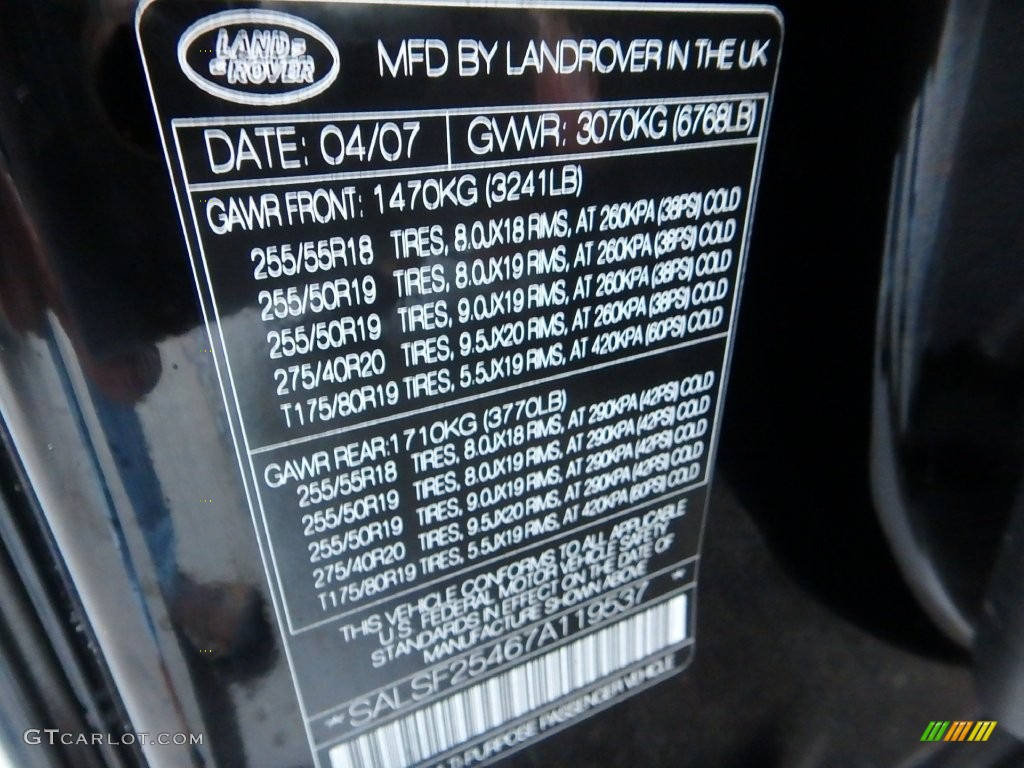 LAND ROVER
MFD BY LANDROVER IN THE UK
DATE: 04/07 GVWR: 3070KG (6768LB)
GAWR FRONT: 1470KG (3241LB)
255/55R18 TIRES, 8.0JX18 RIMS, AT 260KPA (38PSI) COLD
255/50R19 TIRES, 8.0JX19 RIMS, AT 260KPA (38PSI) COLD
255/50R19 TIRES, 9.0JX19 RIMS, AT 260KPA (38PSI) COLD
275/40R20 TIRES, 9.5JX20 RIMS, AT 260KPA (38PSI) COLD
T175/80R19 TIRES, 5.5JX19 RIMS, AT 420KPA (60PSI) COLD
GAWR REAR: 1710KG (3770LB)
255/55R18 TIRES, 8.0JX18 RIMS, AT 290KPA (42PSI) COLD
255/50R19 TIRES, 8.0JX19 RIMS, AT 290KPA (42PSI) COLD
255/50R19 TIRES, 9.0JX19 RIMS, AT 290KPA (42PSI) COLD
275/40R20 TIRES, 9.5JX20 RIMS, AT 290KPA (42PSI) COLD
T175/80R19 TIRES, 5.5JX19 RIMS, AT 420KPA (60PSI) COLD
THIS VEHICLE CONFORMS TO ALL APPLICABLE
U.S. FEDERAL MOTOR VEHICLE SAFETY
STANDARDS IN EFFECT ON THE DATE OF
MANUFACTURE SHOWN ABOVE
*SALSF25467A119537 *
PURPOSE PASSENGER VEHICLE
GTCARLOT.COM